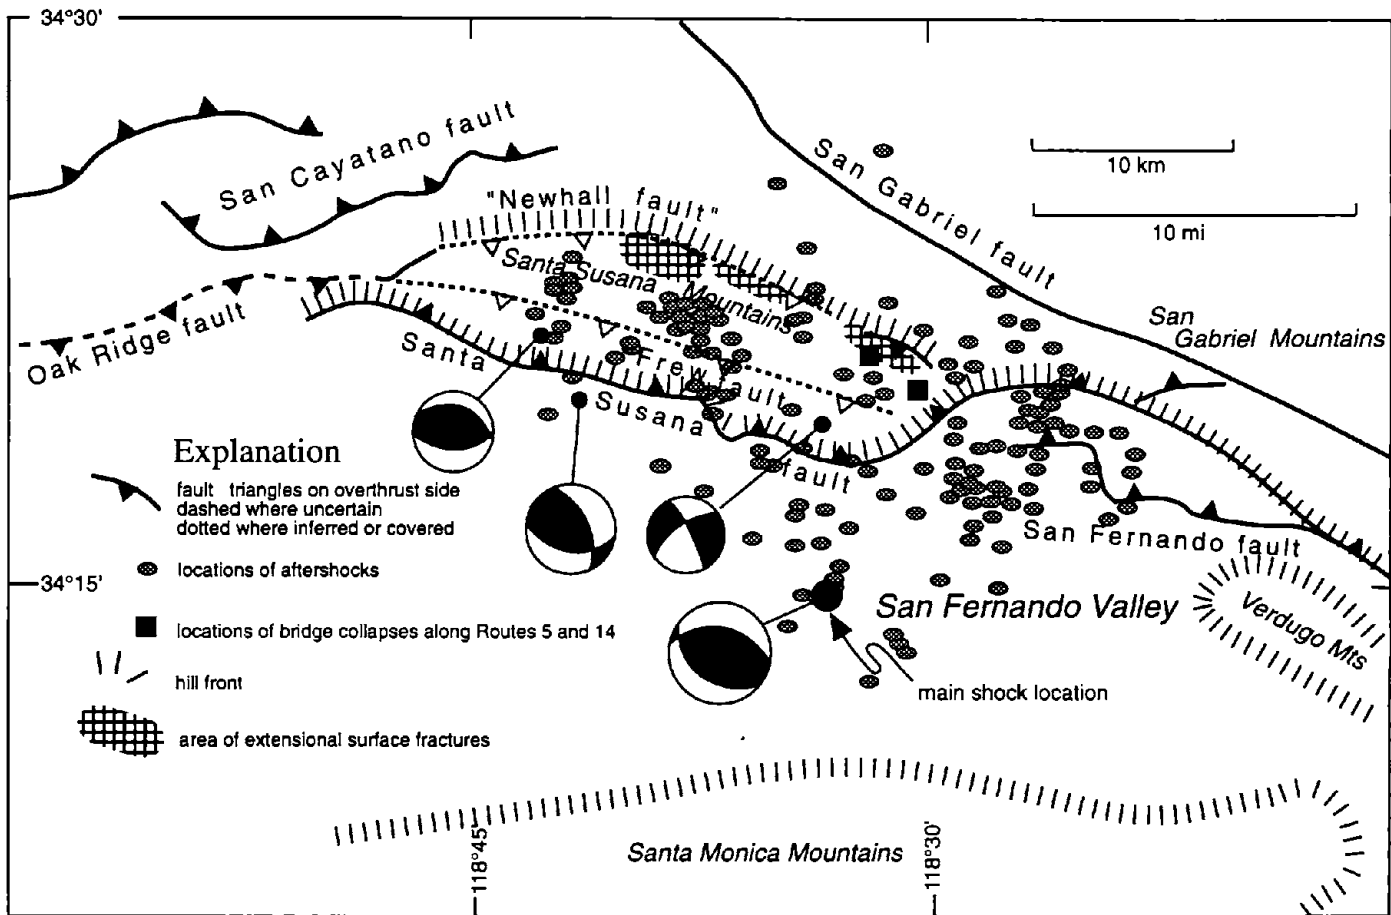 34°30'
San Cayatano fault
"Newhall fault"
San Gabriel fault
10 km
10 mi
Santa Susana Mountains
San
Gabriel Mountains
Oak Ridge fault
Santa Susana fault
Frew fault
Explanation
fault triangles on overthrust side
dashed where uncertain
dotted where inferred or covered
locations of aftershocks
locations of bridge collapses along Routes 5 and 14
hill front
area of extensional surface fractures
San Fernando fault
34°15'
San Fernando Valley
Verdugo Mts
main shock location
118°45'
118°30'
Santa Monica Mountains